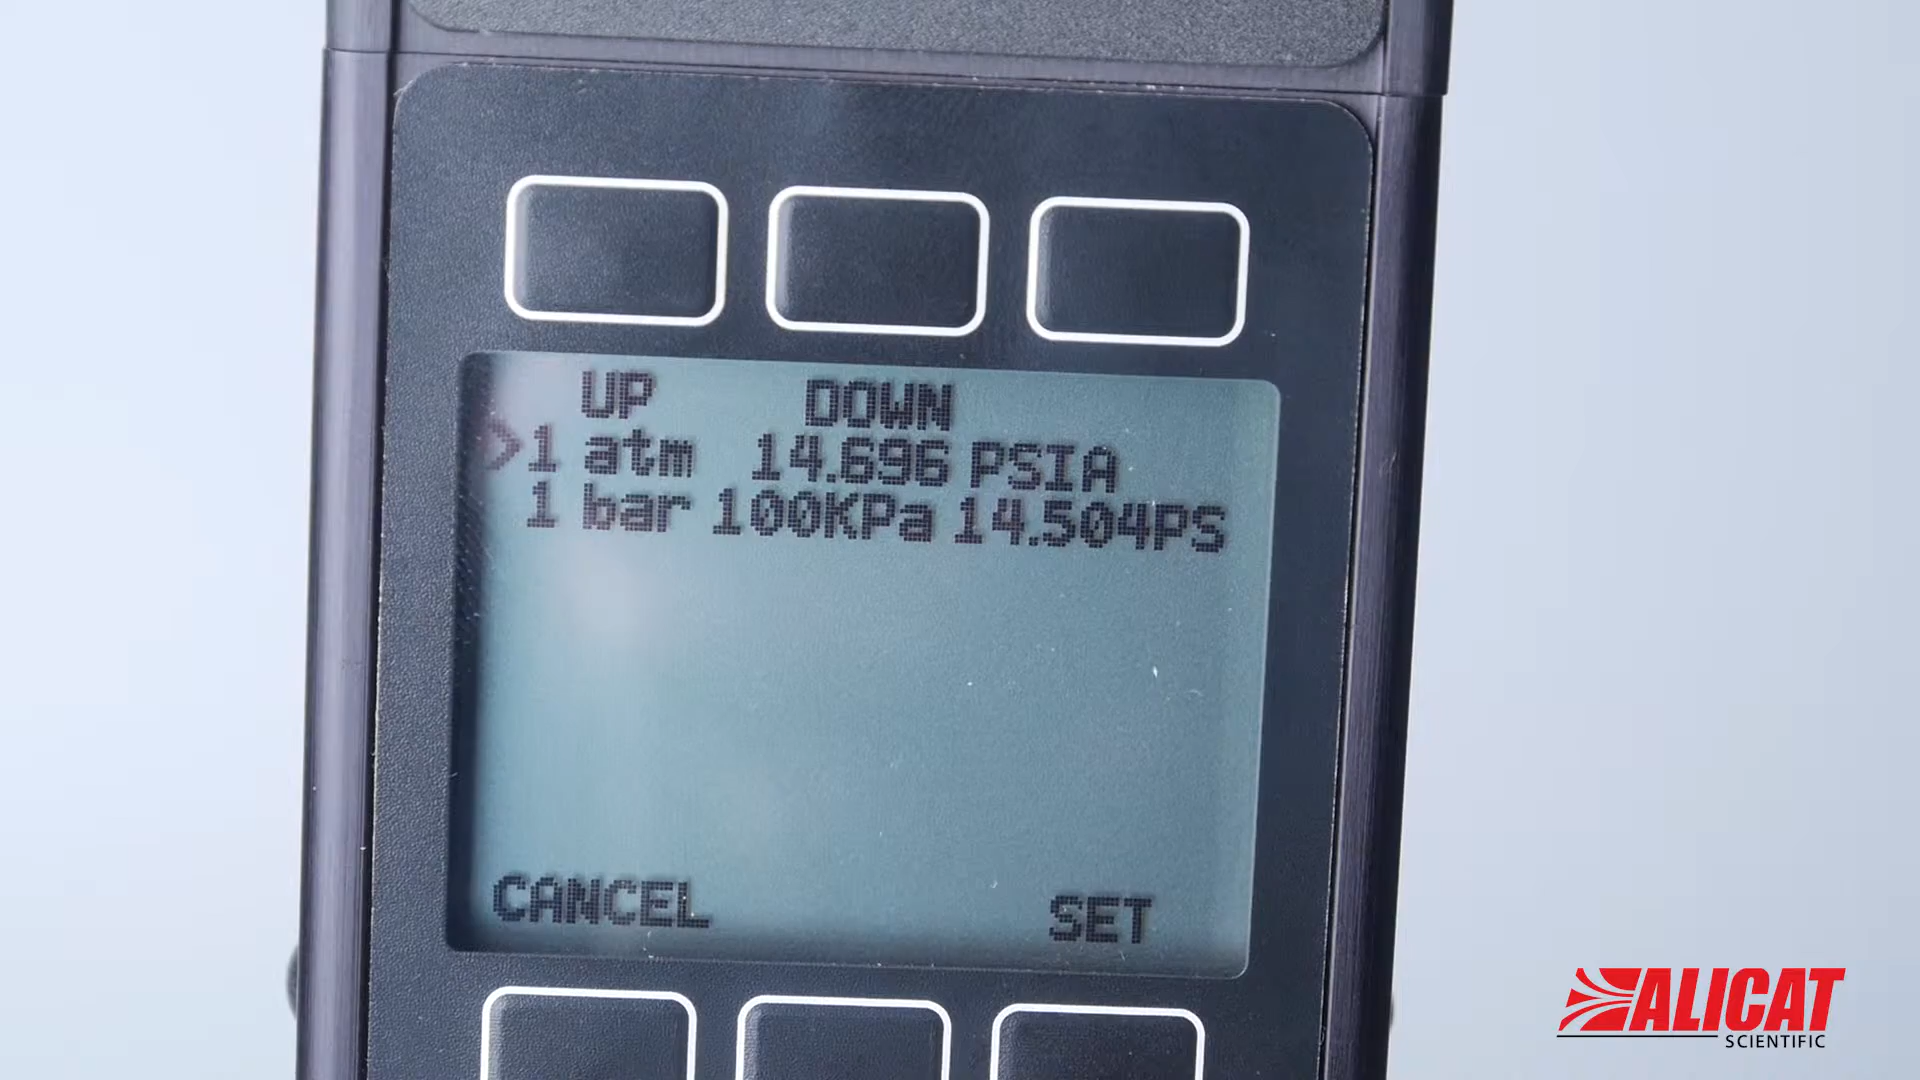 UP DOWN
>1 atm 14.696 PSIA
1 bar 100KPa 14.504PS
CANCEL SET
ALICAT
SCIENTIFIC